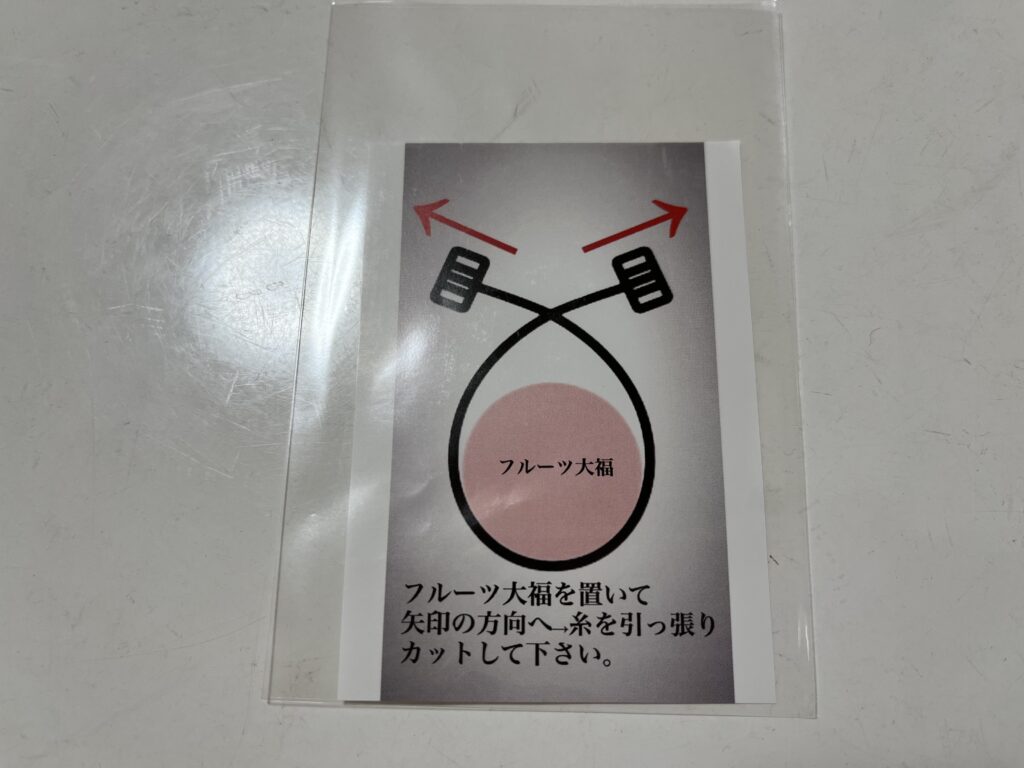 フルーツ大福
フルーツ大福を置いて
矢印の方向へ→糸を引っ張り
カットして下さい。